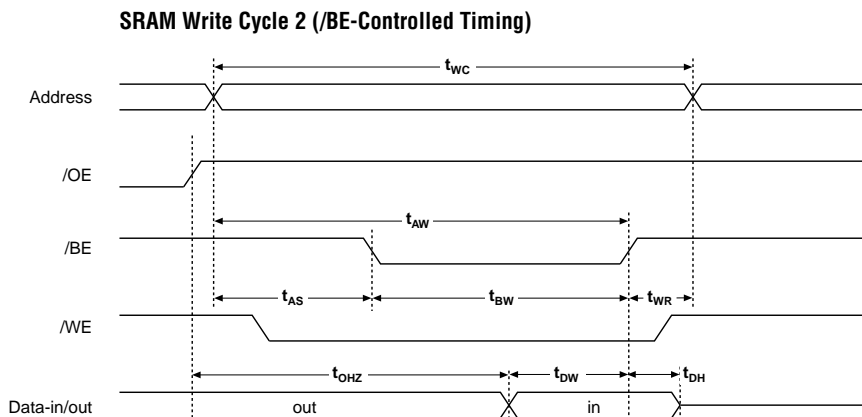 SRAM Write Cycle 2 (/BE-Controlled Timing)
tWC
Address
/OE
tAW
/BE
tAS tBW tWR
/WE
tOHZ tDW tDH
Data-in/out out in